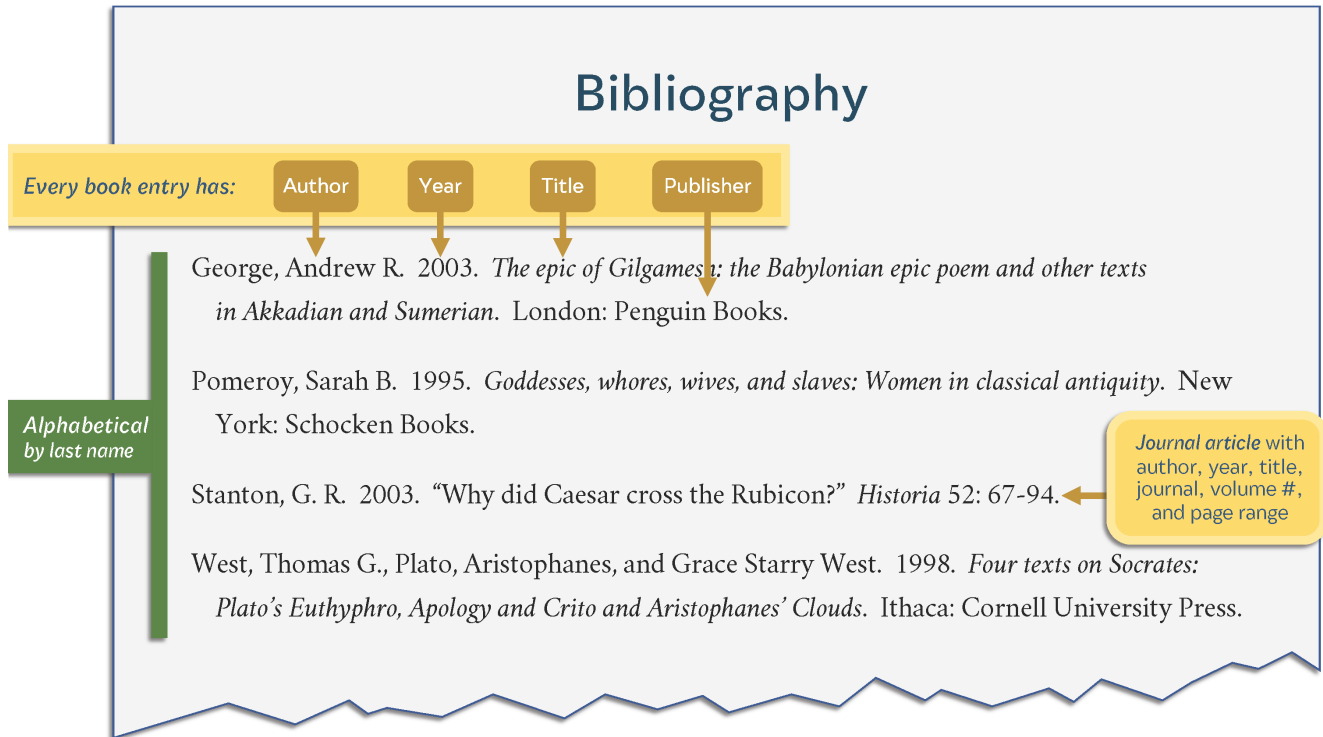 Bibliography
Every book entry has: Author Year Title Publisher
George, Andrew R. 2003. The epic of Gilgamesh: the Babylonian epic poem and other texts
in Akkadian and Sumerian. London: Penguin Books.
Pomeroy, Sarah B. 1995. Goddesses, whores, wives, and slaves: Women in classical antiquity. New
York: Schocken Books.
Alphabetical
by last name
Stanton, G. R. 2003. “Why did Caesar cross the Rubicon?” Historia 52: 67-94.
Journal article with
author, year, title,
journal, volume #,
and page range
West, Thomas G., Plato, Aristophanes, and Grace Starry West. 1998. Four texts on Socrates:
Plato’s Euthyphro, Apology and Crito and Aristophanes’ Clouds. Ithaca: Cornell University Press.